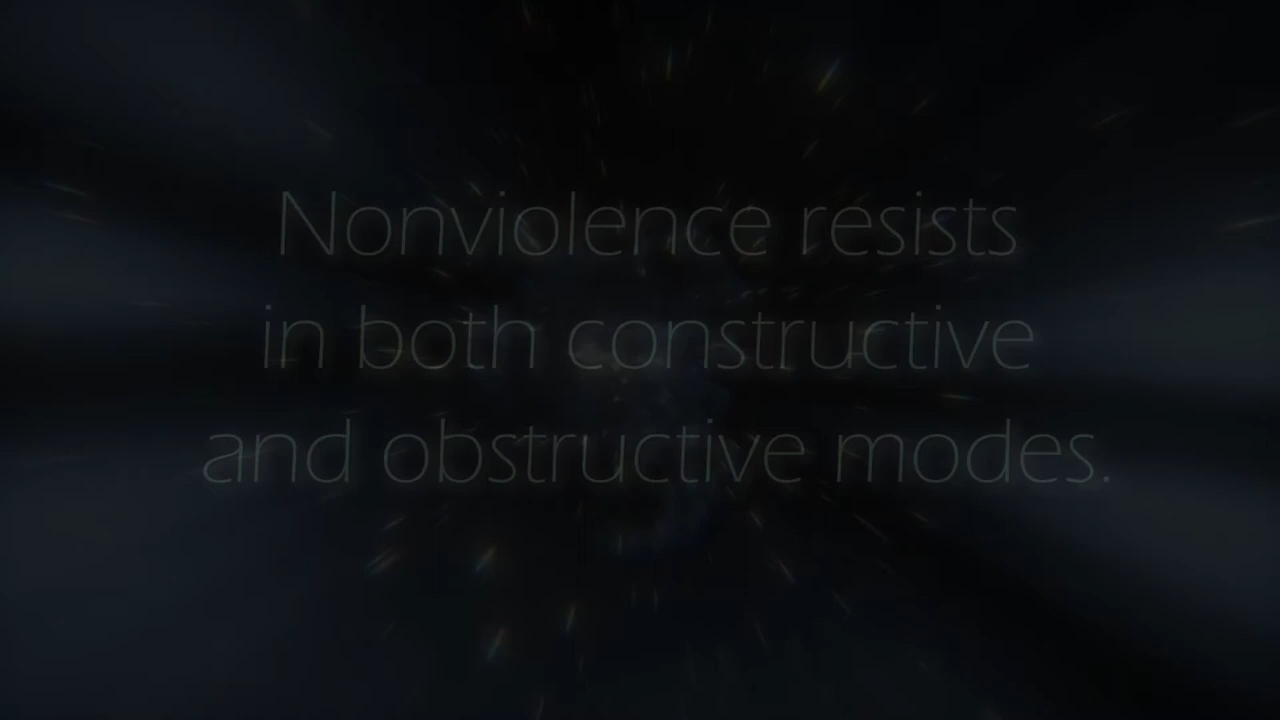 Nonviolence resists
in both constructive
and obstructive modes.